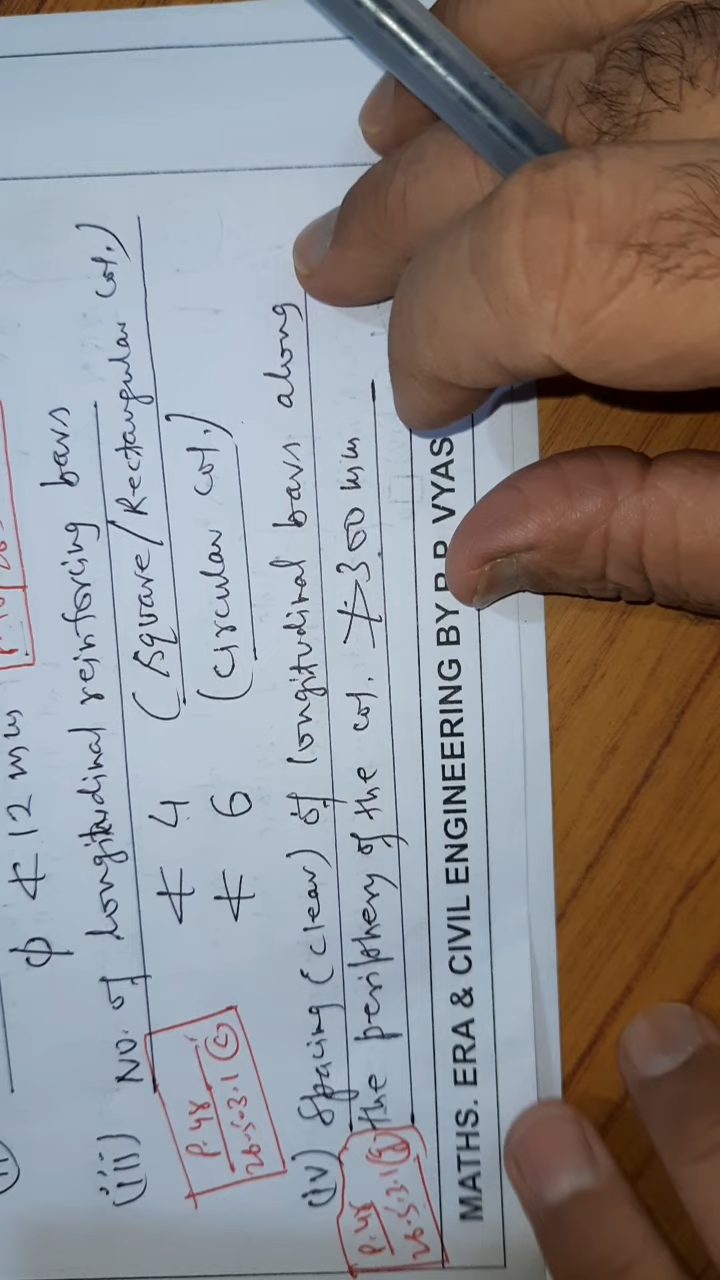 ϕ ≮ 12 mm
(iii) No. of longitudinal reinforcing bars
≮ 4 (Square/Rectangular col.)
≮ 6 (Circular col.)
P.48
26.5.3.1 (c)
(iv) Spacing (clear) of longitudinal bars along
the periphery of the col. ≯ 300 mm
P.48
26.5.3.1 (g)
MATHS. ERA & CIVIL ENGINEERING BY VYAS